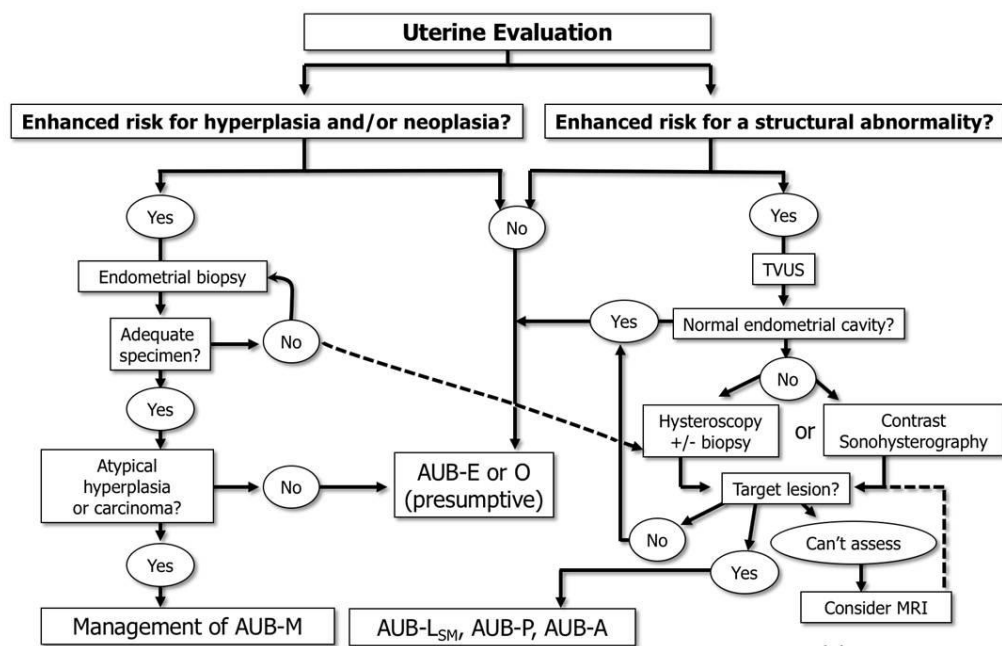 Uterine Evaluation
Enhanced risk for hyperplasia and/or neoplasia?
Enhanced risk for a structural abnormality?
Yes
No
Yes
Endometrial biopsy
TVUS
Adequate
specimen?
No
Yes
Normal endometrial cavity?
No
Yes
Hysteroscopy
+/- biopsy
or
Contrast
Sonohysterography
Atypical
hyperplasia
or carcinoma?
No
AUB-E or O
(presumptive)
Target lesion?
No
Can't assess
Yes
Yes
Consider MRI
Management of AUB-M
AUB-LSM, AUB-P, AUB-A